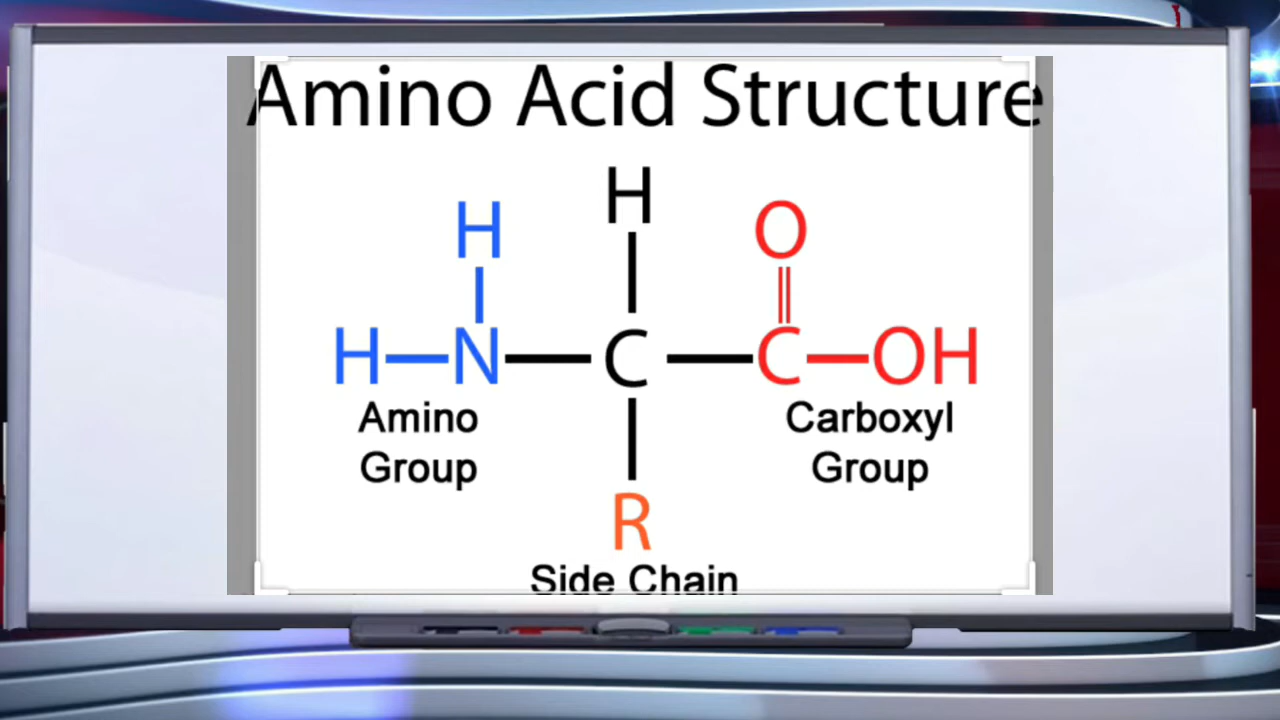 Amino Acid Structure
H
H O
H N C C OH
Amino Carboxyl
Group Group
R
Side Chain